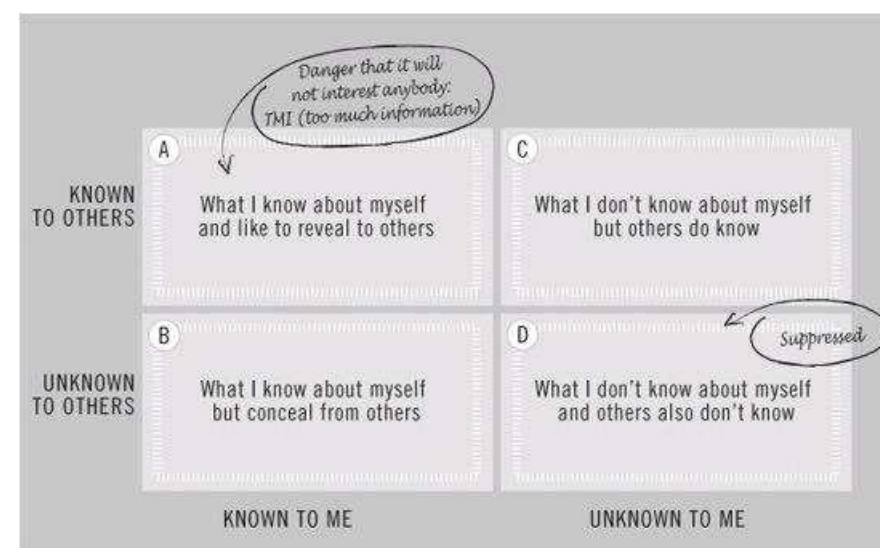 Danger that it will
not interest anybody:
TMI (too much information)
A
C
KNOWN
TO OTHERS
What I know about myself
and like to reveal to others
What I don't know about myself
but others do know
B
D
Suppressed
UNKNOWN
TO OTHERS
What I know about myself
but conceal from others
What I don't know about myself
and others also don't know
KNOWN TO ME
UNKNOWN TO ME